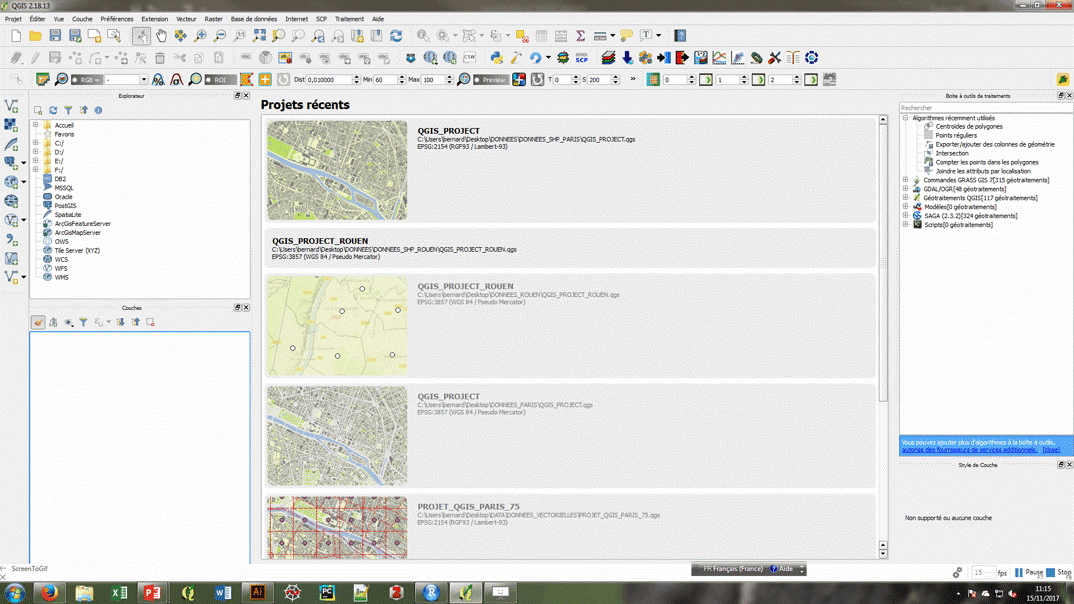 QGIS 2.18.13
Projet Éditer Vue Couche Préférences Extension Vecteur Raster Base de données Internet SCP Traitement Aide
CSW NWA SCP
RGB = - ROI Dist 0,010000 Min 60 Max 100 Preview T 0 S 200 » 0 1 2
Explorateur
Accueil
Favoris
C:/
D:/
E:/
F:/
DB2
MSSQL
Oracle
PostGIS
SpatiaLite
ArcGisFeatureServer
ArcGisMapServer
OWS
Tile Server (XYZ)
WCS
WFS
WMS
Couches
Projets récents
QGIS_PROJECT
C:\Users\bernard\Desktop\DONNEES\DONNEES_SHP_PARIS\QGIS_PROJECT.qgs
EPSG:2154 (RGF93 / Lambert-93)
QGIS_PROJECT_ROUEN
C:\Users\bernard\Desktop\DONNEES\DONNEES_SHP_ROUEN\QGIS_PROJECT_ROUEN.qgs
EPSG:3857 (WGS 84 / Pseudo Mercator)
QGIS_PROJECT_ROUEN
C:\Users\bernard\Desktop\DONNEES_ROUEN\QGIS_PROJECT_ROUEN.qgs
EPSG:3857 (WGS 84 / Pseudo Mercator)
QGIS_PROJECT
C:\Users\bernard\Desktop\DONNEES_PARIS\QGIS_PROJECT.qgs
EPSG:3857 (WGS 84 / Pseudo Mercator)
PROJET_QGIS_PARIS_75
C:\Users\bernard\Desktop\DATA\DONNEES_VECTORIELLES\PROJET_QGIS_PARIS_75.qgs
EPSG:2154 (RGF93 / Lambert-93)
Boite à outils de traitements
Rechercher
Algorithmes récemment utilisés
Centroïdes de polygones
Points réguliers
Exporter/ajouter des colonnes de géométrie
Intersection
Compter les points dans les polygones
Joindre les attributs par localisation
Commandes GRASS GIS 7[315 géotraitements]
GDAL/OGR[48 géotraitements]
Géotraitements QGIS[117 géotraitements]
Modèles[0 géotraitements]
SAGA (2.3.2)[324 géotraitements]
Scripts[0 géotraitements]
Vous pouvez ajouter plus d'algorithmes à la boîte à outils,
autorise des fournisseurs de services additionnels. [close]
Style de Couche
Non supporté ou aucune couche
ScreenToGif
FR Français (France) Aide
15 fps Pause F7 Stop F8
11:15
15/11/2017